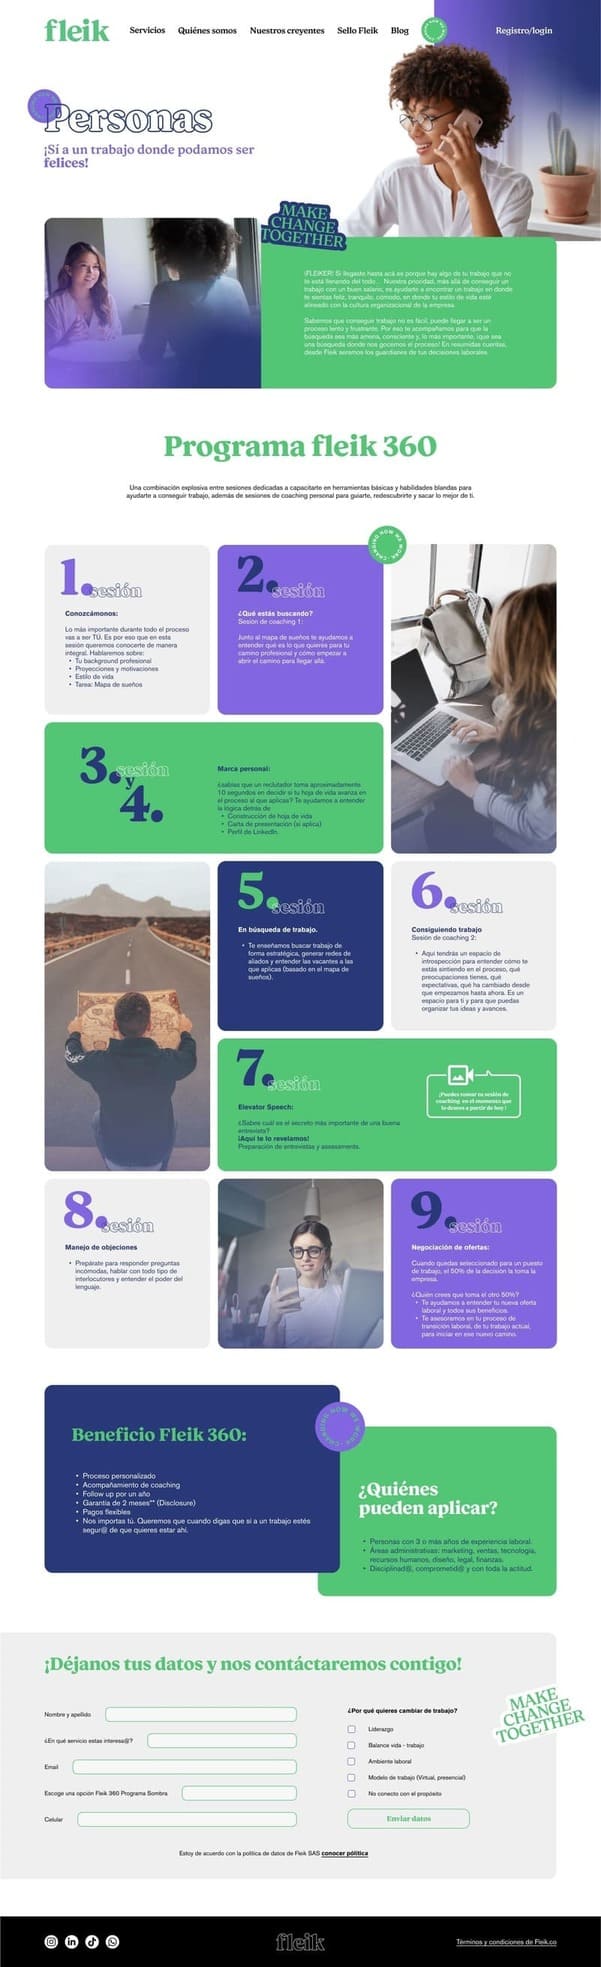 fleik
Servicios
Quiénes somos
Nuestros creyentes
Sello Fleik
Blog
Registro/login
Personas
¡Sí a un trabajo donde podamos ser
felices!
MAKE
CHANGE
TOGETHER
¡FLEIKER! Si llegaste hasta acá es porque hay algo de tu trabajo que no
te está llenando del todo. Nuestra prioridad, más allá de conseguir un
trabajo con un buen salario, es ayudarte a encontrar un trabajo en donde
te sientas feliz, tranquilo, cómodo, en donde tu estilo de vida esté
alineado con la cultura organizacional de la empresa.
Sabemos que conseguir trabajo no es fácil, puede llegar a ser un
proceso lento y frustrante. Por eso te acompañamos para que la
búsqueda sea más amena, consciente y, lo más importante, ¡que sea
una búsqueda donde nos gocemos el proceso! En resumidas cuentas,
desde Fleik seremos los guardianes de tus decisiones laborales.
Programa fleik 360
Una combinación explosiva entre sesiones dedicadas a capacitarte en herramientas básicas y habilidades blandas para
ayudarte a conseguir trabajo, además de sesiones de coaching personal para guiarte, redescubrirte y sacar lo mejor de ti.
1.sesión
Conozcámonos:
Lo más importante durante todo el proceso
vas a ser TÚ. Es por eso que en esta
sesión queremos conocerte de manera
integral. Hablaremos sobre:
• Tu background profesional
• Proyecciones y motivaciones
• Estilo de vida
• Tarea: Mapa de sueños
2.sesión
¿Qué estás buscando?
Sesión de coaching 1:
Junto al mapa de sueños te ayudamos a
entender qué es lo que quieres para tu
camino profesional y cómo empezar a
abrir el camino para llegar allá.
CHANGING HOW WE WORK
3.sesión
y
4.
Marca personal:
¿sabías que un reclutador toma aproximadamente
10 segundos en decidir si tu hoja de vida avanza en
el proceso al que aplicas? Te ayudamos a entender
la lógica detrás de
• Construcción de hoja de vida
• Carta de presentación (si aplica)
• Perfil de LinkedIn.
5.sesión
En búsqueda de trabajo.
• Te enseñamos buscar trabajo de
forma estratégica, generar redes de
aliados y entender las vacantes a las
que aplicas (basado en el mapa de
sueños).
6.sesión
Consiguiendo trabajo
Sesión de coaching 2:
• Aquí tendrás un espacio de
introspección para entender cómo te
estás sintiendo en el proceso, qué
preocupaciones tienes, qué
expectativas, qué ha cambiado desde
que empezamos hasta ahora. Es un
espacio para ti y para que puedas
organizar tus ideas y avances.
7.sesión
Elevator Speech:
¿Sabes cuál es el secreto más importante de una buena
entrevista?
¡Aquí te lo revelamos!
Preparación de entrevistas y assessments.
¡Puedes tomar tu sesión de
coaching en el momento que
lo desees a partir de hoy!
8.sesión
Manejo de objeciones
• Prepárate para responder preguntas
incómodas, hablar con todo tipo de
interlocutores y entender el poder del
lenguaje.
9.sesión
Negociación de ofertas:
Cuando quedas seleccionado para un puesto
de trabajo, el 50% de la decisión la toma la
empresa.
¿Quién crees que toma el otro 50%?
• Te ayudamos a entender tu nueva oferta
laboral y todos sus beneficios.
• Te asesoramos en tu proceso de
transición laboral, de tu trabajo actual,
para iniciar en ese nuevo camino.
Beneficio Fleik 360:
• Proceso personalizado
• Acompañamiento de coaching
• Follow up por un año
• Garantía de 2 meses** (Disclosure)
• Pagos flexibles
• Nos importas tú. Queremos que cuando digas que si a un trabajo estés
segur@ de que quieres estar ahí.
CHANGING HOW WE WORK
¿Quiénes
pueden aplicar?
• Personas con 3 o más años de experiencia laboral.
• Áreas administrativas: marketing, ventas, tecnología,
recursos humanos, diseño, legal, finanzas.
• Disciplinad@, comprometid@ y con toda la actitud.
¡Déjanos tus datos y nos contáctaremos contigo!
Nombre y apellido
¿En qué servicio estas interesa@?
Email
Escoge una opción Fleik 360 Programa Sombra
Celular
¿Por qué quieres cambiar de trabajo?
Liderazgo
Balance vida - trabajo
Ambiente laboral
Modelo de trabajo (Virtual, presencial)
No conecto con el propósito
Enviar datos
MAKE
CHANGE
TOGETHER
Estoy de acuerdo con la política de datos de Fleik SAS conocer pólitica
fleik
Términos y condiciones de Fleik.co